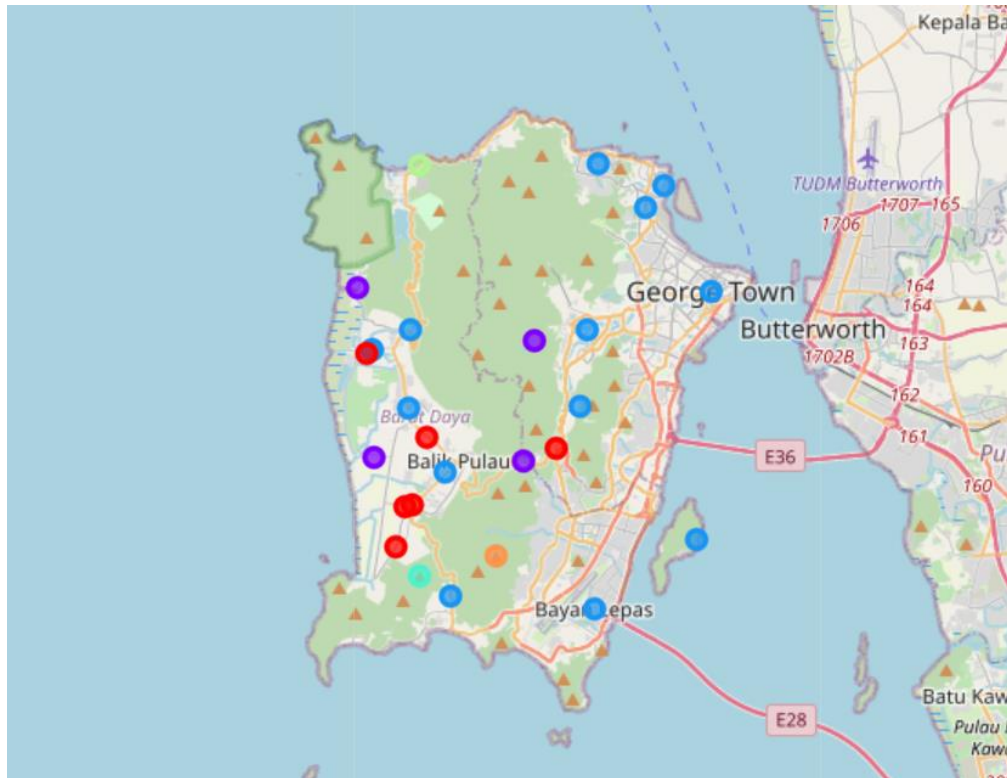 Kepala Ba
TUDM Butterworth
1707
165
1706
164
164
George Town
Butterworth
163
1702B
162
Barat Daya
161
Pu
E36
Balik Pulau
160
Bayan Lepas
Batu Kaw
E28
Pulau
Kawa